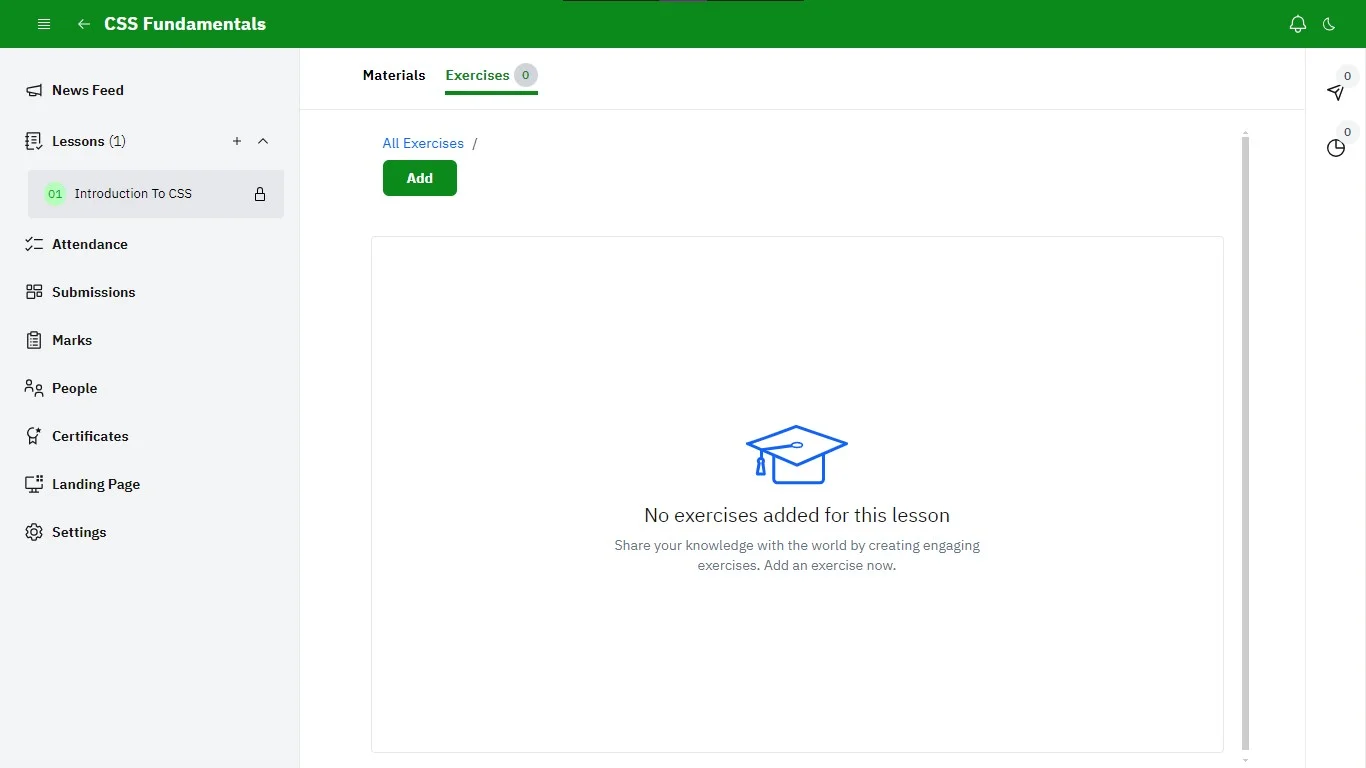 CSS Fundamentals
News Feed
Lessons (1)
01 Introduction To CSS
Attendance
Submissions
Marks
People
Certificates
Landing Page
Settings
Materials Exercises 0
All Exercises /
Add
No exercises added for this lesson
Share your knowledge with the world by creating engaging
exercises. Add an exercise now.
0
0